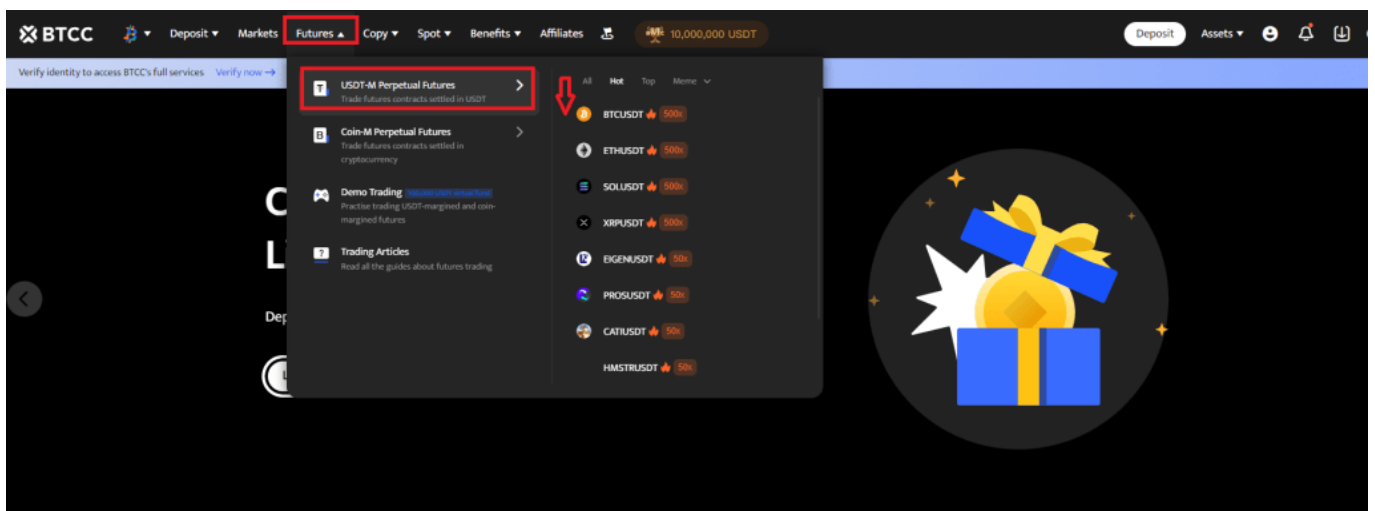 BTCC
Deposit
Markets
Futures
Copy
Spot
Benefits
Affiliates
10,000,000 USDT
Deposit
Assets
Verify identity to access BTCC's full services Verify now →
USDT-M Perpetual Futures
Trade futures contracts settled in USDT
Coin-M Perpetual Futures
Trade futures contracts settled in
cryptocurrency
Demo Trading
Practise trading USDT-margined and coin-
margined futures
Trading Articles
Read all the guides about futures trading
All Hot Top Meme
BTCUSDT 500x
ETHUSDT 500x
SOLUSDT 500x
XRPUSDT 500x
EIGENUSDT 50x
PROSUSDT 50x
CATIUSDT 50x
HMSTRUSDT 50x
C
L
Dep